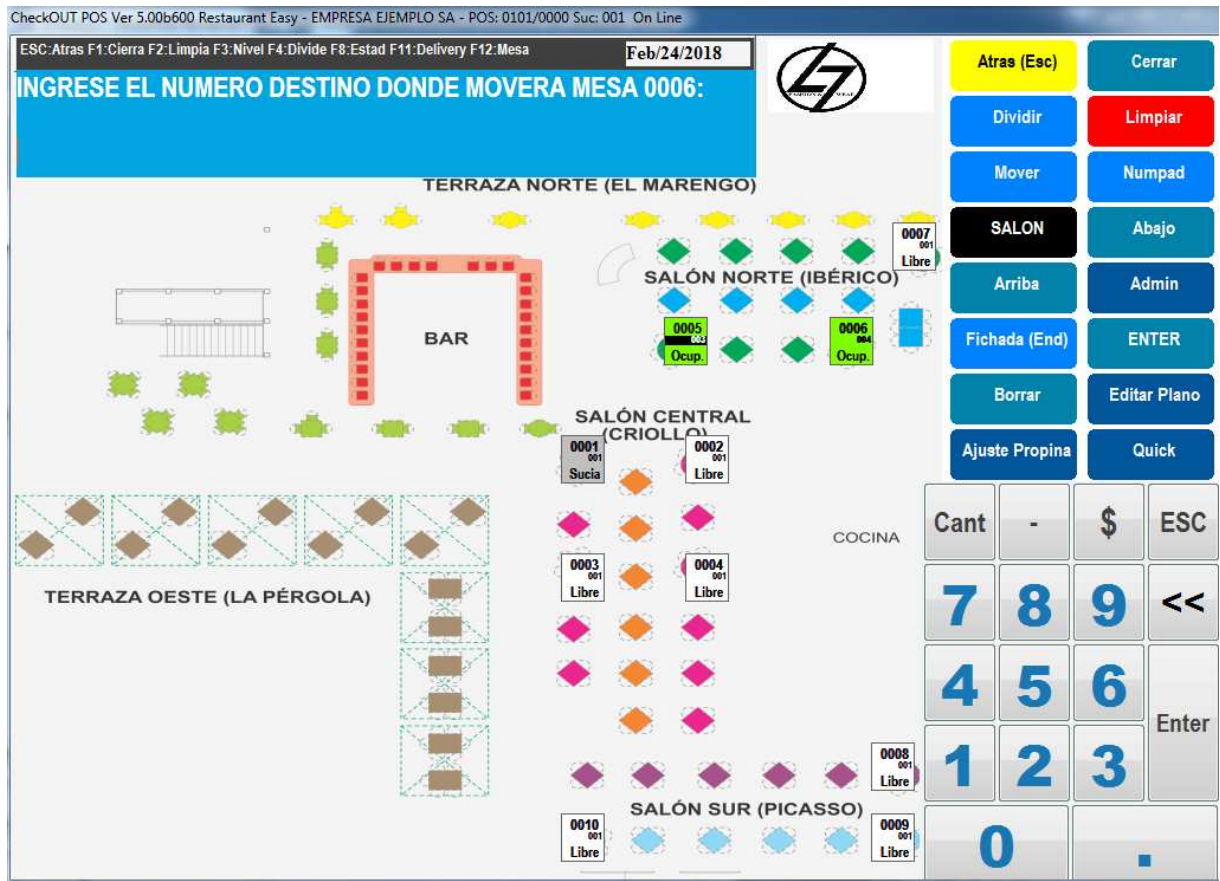 CheckOUT POS Ver 5.00b600 Restaurant Easy - EMPRESA EJEMPLO SA - POS: 0101/0000 Suc: 001 On Line
ESC:Atras F1:Cierra F2:Limpia F3:Nivel F4:Divide F8:Estad F11:Delivery F12:Mesa
Feb/24/2018
INGRESE EL NUMERO DESTINO DONDE MOVERA MESA 0006:
TERRAZA NORTE (EL MARENGO)
0007
001
Libre
SALÓN NORTE (IBÉRICO)
BAR
0005
003
Ocup.
0006
004
Ocup.
SALÓN CENTRAL
(CRIOLLO)
0001
001
Sucia
0002
001
Libre
COCINA
0003
001
Libre
0004
001
Libre
TERRAZA OESTE (LA PÉRGOLA)
0008
001
Libre
SALÓN SUR (PICASSO)
0010
001
Libre
0009
001
Libre
Atras (Esc)
Cerrar
Dividir
Limpiar
Mover
Numpad
SALON
Abajo
Arriba
Admin
Fichada (End)
ENTER
Borrar
Editar Plano
Ajuste Propina
Quick
Cant
-
$
ESC
7
8
9
<<
4
5
6
Enter
1
2
3
0
.